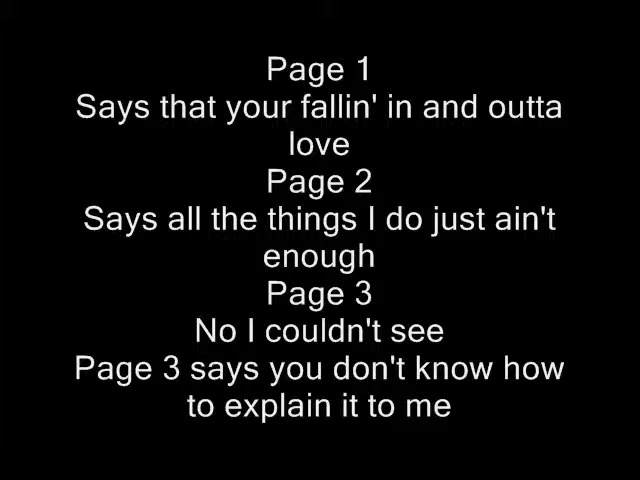 Page 1
Says that your fallin' in and outta
love
Page 2
Says all the things I do just ain't
enough
Page 3
No I couldn't see
Page 3 says you don't know how
to explain it to me